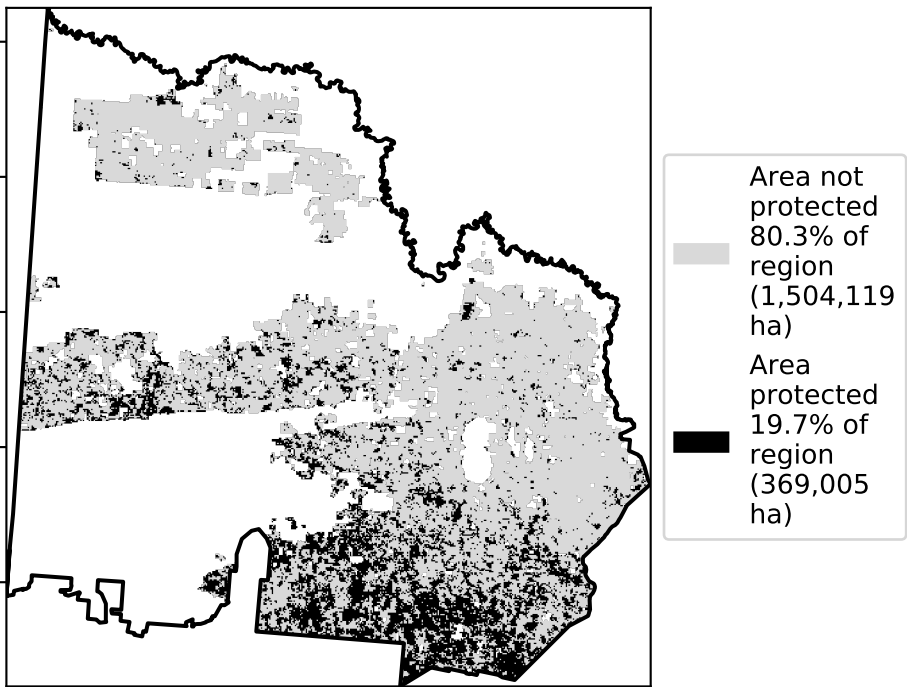 Area not
protected
80.3% of
region
(1,504,119
ha)
Area
protected
19.7% of
region
(369,005
ha)